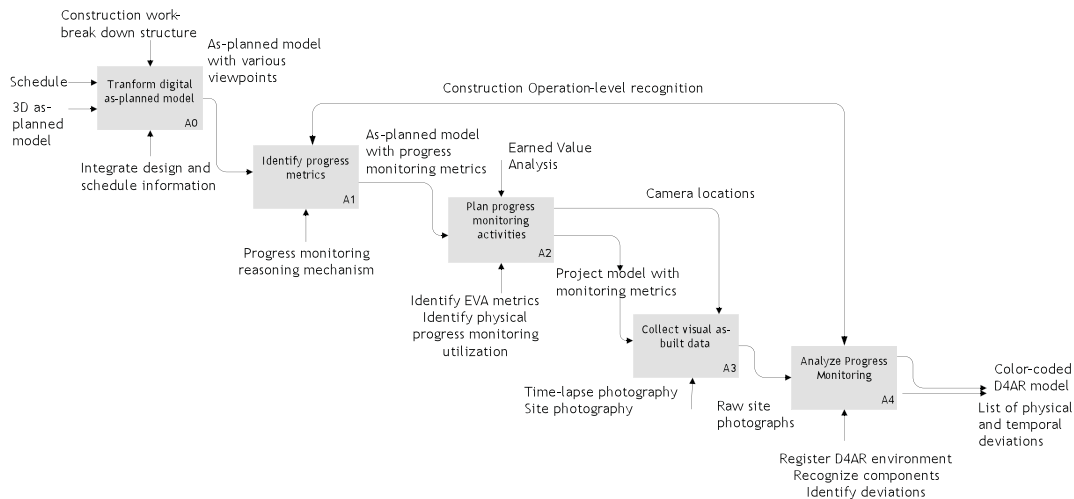 Construction work-
break down structure
As-planned model
with various
viewpoints
Schedule
3D as-
planned
model
Tranform digital
as-planned model
A0
Integrate design and
schedule information
Construction Operation-level recognition
Identify progress
metrics
A1
As-planned model
with progress
monitoring metrics
Progress monitoring
reasoning mechanism
Earned Value
Analysis
Plan progress
monitoring
activities
A2
Camera locations
Identify EVA metrics
Identify physical
progress monitoring
utilization
Project model with
monitoring metrics
Collect visual as-
built data
A3
Time-lapse photography
Site photography
Raw site
photographs
Analyze Progress
Monitoring
A4
Color-coded
D4AR model
List of physical
and temporal
deviations
Register D4AR environment
Recognize components
Identify deviations